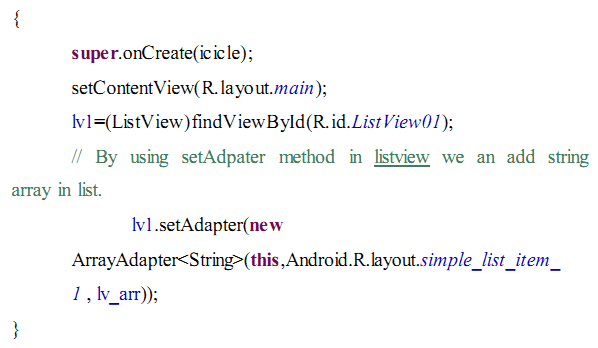 {
super.onCreate(icicle);
setContentView(R.layout.main);
lv1=(ListView)findViewById(R.id.ListView01);
// By using setAdpater method in listview we an add string
array in list.
lv1.setAdapter(new
ArrayAdapter<String>(this,Android.R.layout.simple_list_item_
1 , lv_arr));
}